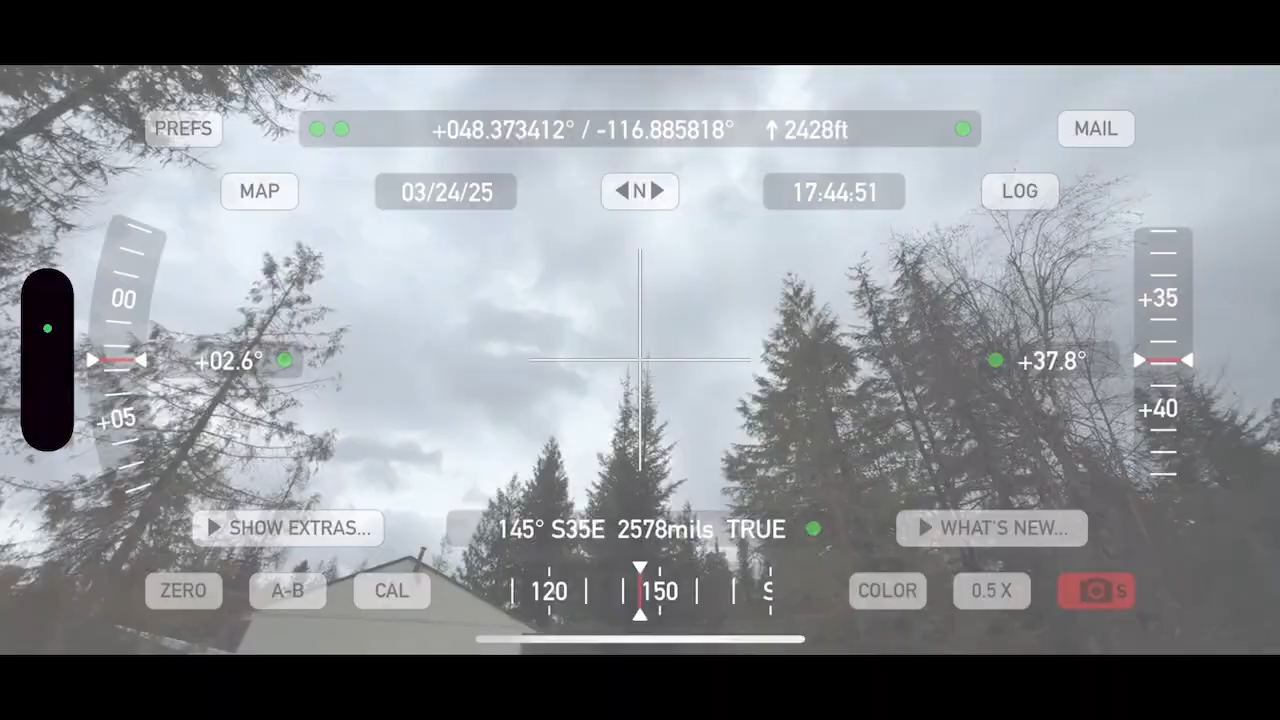 PREFS +048.373412° / -116.885818° ↑ 2428ft MAIL
MAP 03/24/25 ◀N▶ 17:44:51 LOG
00 +35
+02.6° +37.8°
+05 +40
▶ SHOW EXTRAS... 145° S35E 2578mils TRUE ▶ WHAT'S NEW...
ZERO A-B CAL 120 150 S COLOR 0.5 X S